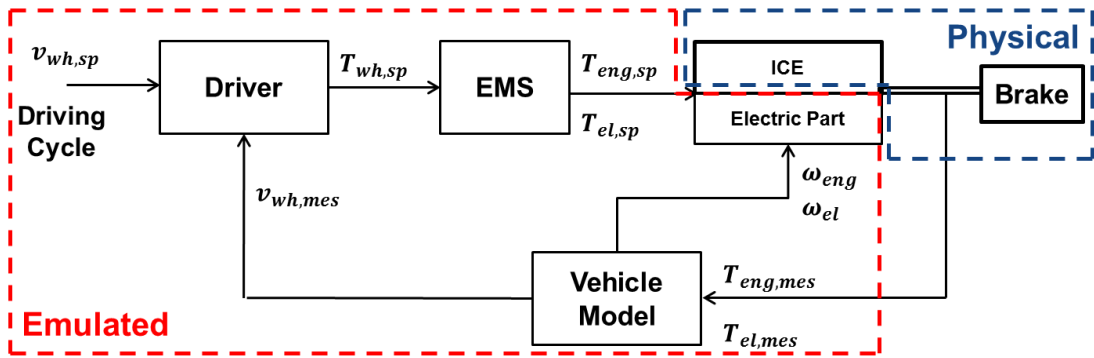 v_wh,sp
Driving
Cycle
Driver
T_wh,sp
EMS
T_eng,sp
T_el,sp
ICE
Electric Part
Physical
Brake
v_wh,mes
ω_eng
ω_el
Vehicle
Model
T_eng,mes
T_el,mes
Emulated